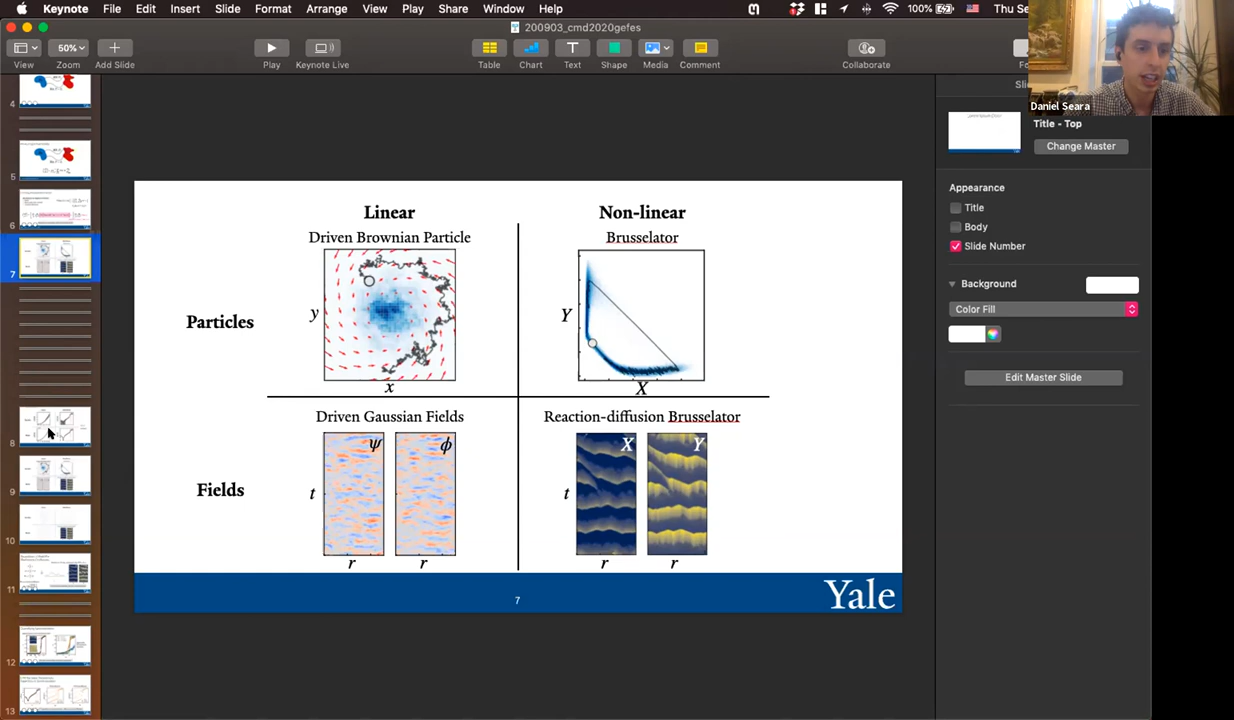 Keynote File Edit Insert Slide Format Arrange View Play Share Window Help 100% Thu Se
200903_cmd2020gefes
50%
View Zoom Add Slide Play Keynote Live Table Chart Text Shape Media Comment Collaborate
Daniel Seara
Title - Top
Change Master
Appearance
Title
Body
Slide Number
Background
Color Fill
Edit Master Slide
4
5
6
7
8
9
10
11
12
13
Linear Non-linear
Driven Brownian Particle Brusselator
Particles
y
x
Y
X
Driven Gaussian Fields Reaction-diffusion Brusselator
Fields
ψ ϕ X Y
t t
r r r r
7
Yale